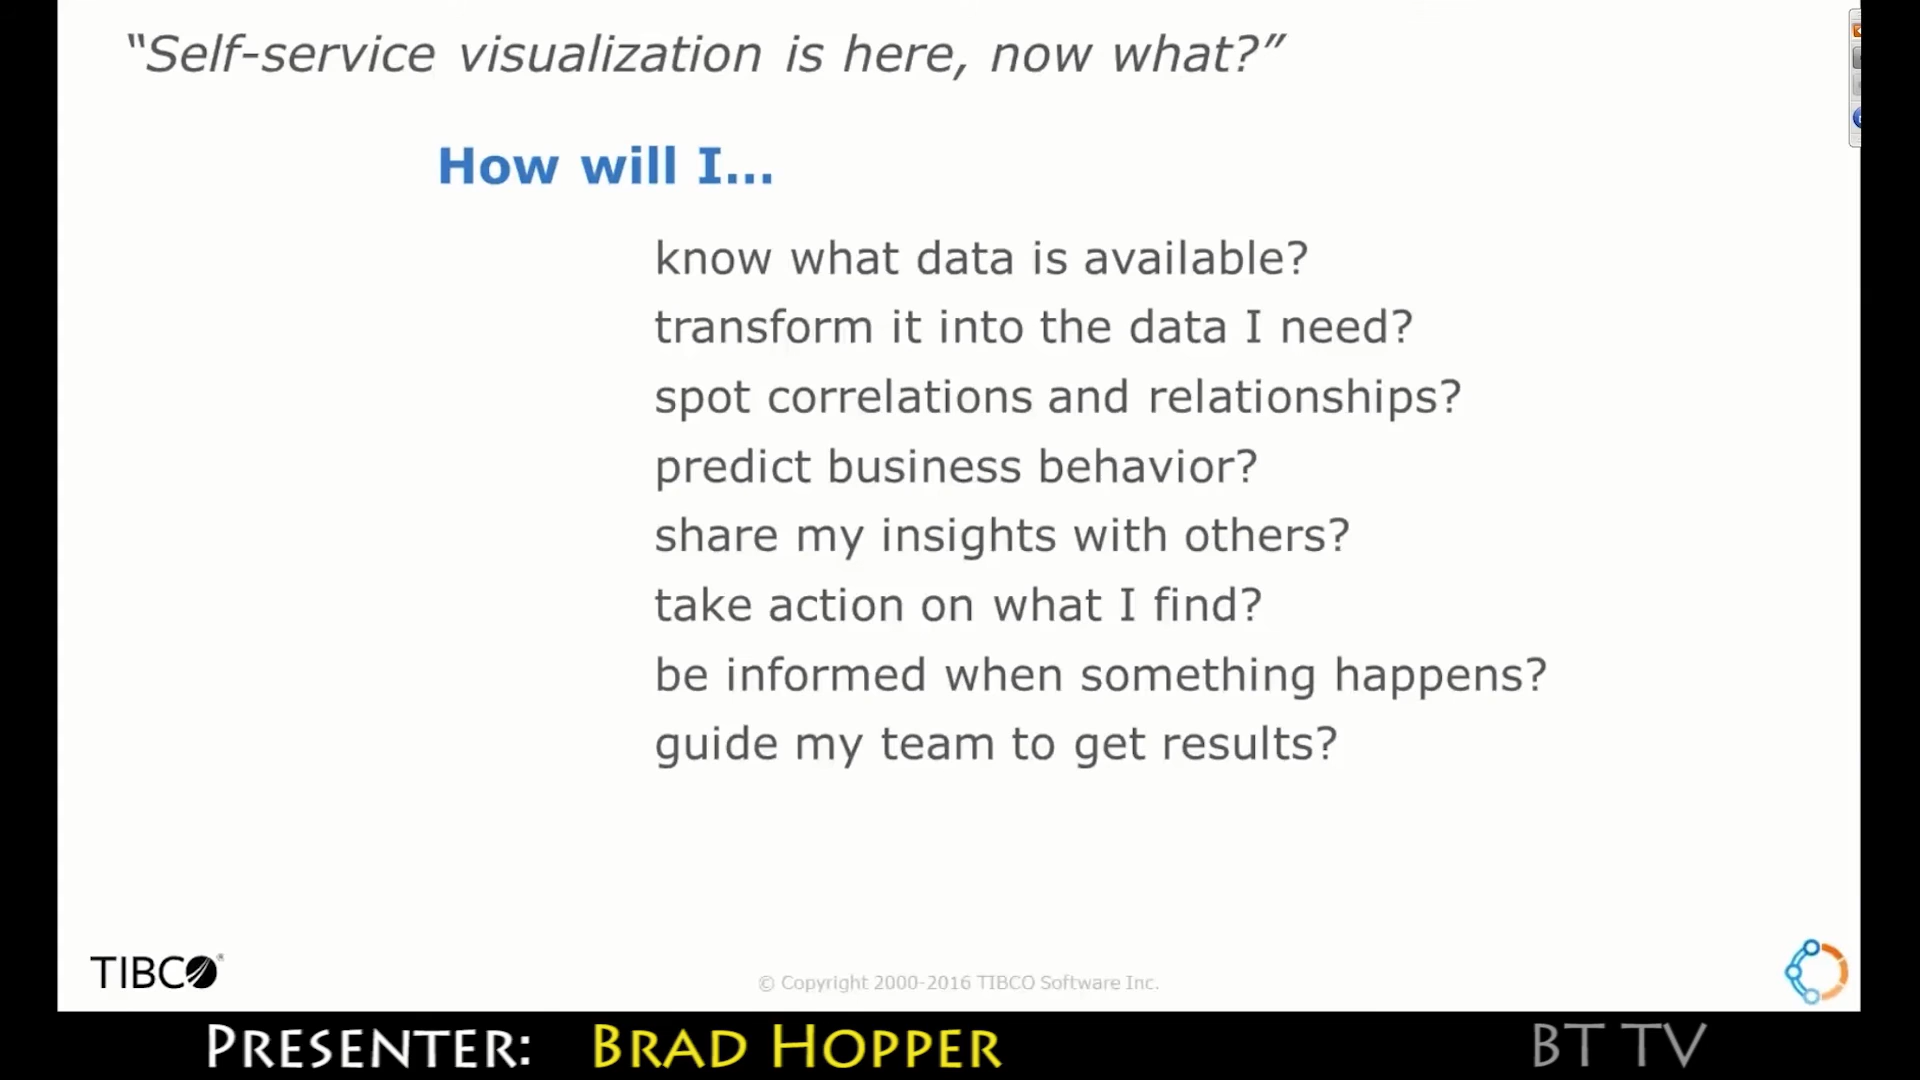 “Self-service visualization is here, now what?”
How will I...
know what data is available?
transform it into the data I need?
spot correlations and relationships?
predict business behavior?
share my insights with others?
take action on what I find?
be informed when something happens?
guide my team to get results?
TIBCO®
© Copyright 2000-2016 TIBCO Software Inc.
PRESENTER: BRAD HOPPER
BT TV